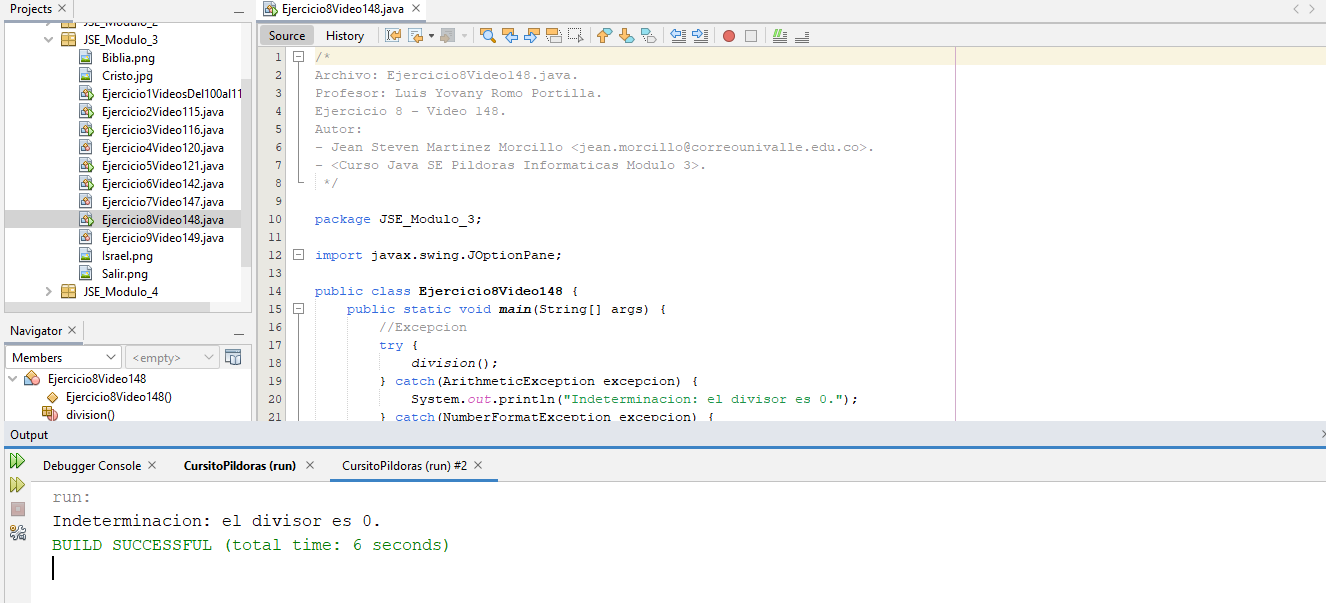 Projects
JSE_Modulo_2
JSE_Modulo_3
Biblia.png
Cristo.jpg
Ejercicio1VideosDel100al11
Ejercicio2Video115.java
Ejercicio3Video116.java
Ejercicio4Video120.java
Ejercicio5Video121.java
Ejercicio6Video142.java
Ejercicio7Video147.java
Ejercicio8Video148.java
Ejercicio9Video149.java
Israel.png
Salir.png
JSE_Modulo_4
Navigator
Members <empty>
Ejercicio8Video148
Ejercicio8Video148()
division()
Ejercicio8Video148.java
Source History
1 /*
2 Archivo: Ejercicio8Video148.java.
3 Profesor: Luis Yovany Romo Portilla.
4 Ejercicio 8 - Video 148.
5 Autor:
6 - Jean Steven Martinez Morcillo <jean.morcillo@correounivalle.edu.co>.
7 - <Curso Java SE Pildoras Informaticas Modulo 3>.
8 */
9
10 package JSE_Modulo_3;
11
12 import javax.swing.JOptionPane;
13
14 public class Ejercicio8Video148 {
15 public static void main(String[] args) {
16 //Excepcion
17 try {
18 division();
19 } catch(ArithmeticException excepcion) {
20 System.out.println("Indeterminacion: el divisor es 0.");
21 } catch(NumberFormatException excepcion) {
Output
Debugger Console CursitoPildoras (run) CursitoPildoras (run) #2
run:
Indeterminacion: el divisor es 0.
BUILD SUCCESSFUL (total time: 6 seconds)